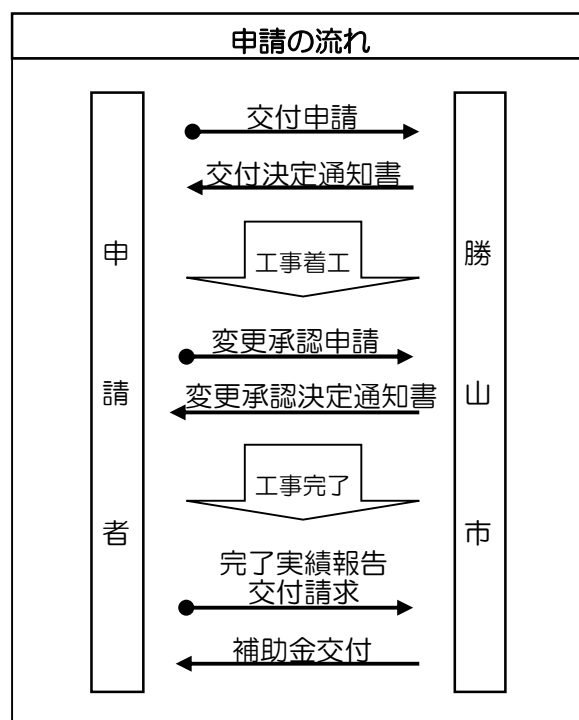 申請の流れ
申請者
勝山市
交付申請
交付決定通知書
工事着工
変更承認申請
変更承認決定通知書
工事完了
完了実績報告
交付請求
補助金交付